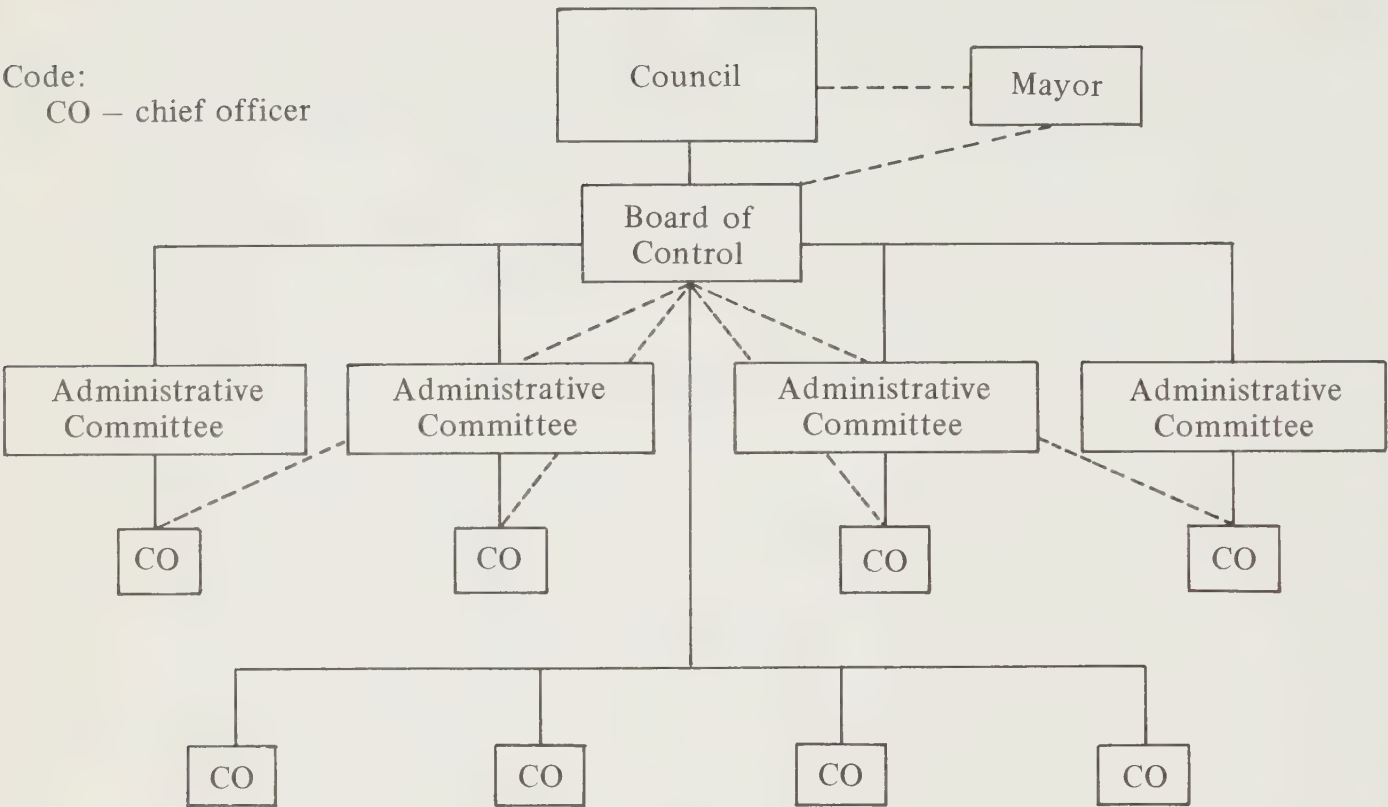 Code:
CO – chief officer
Council
Mayor
Board of
Control
Administrative
Committee
Administrative
Committee
Administrative
Committee
Administrative
Committee
CO
CO
CO
CO
CO
CO
CO
CO